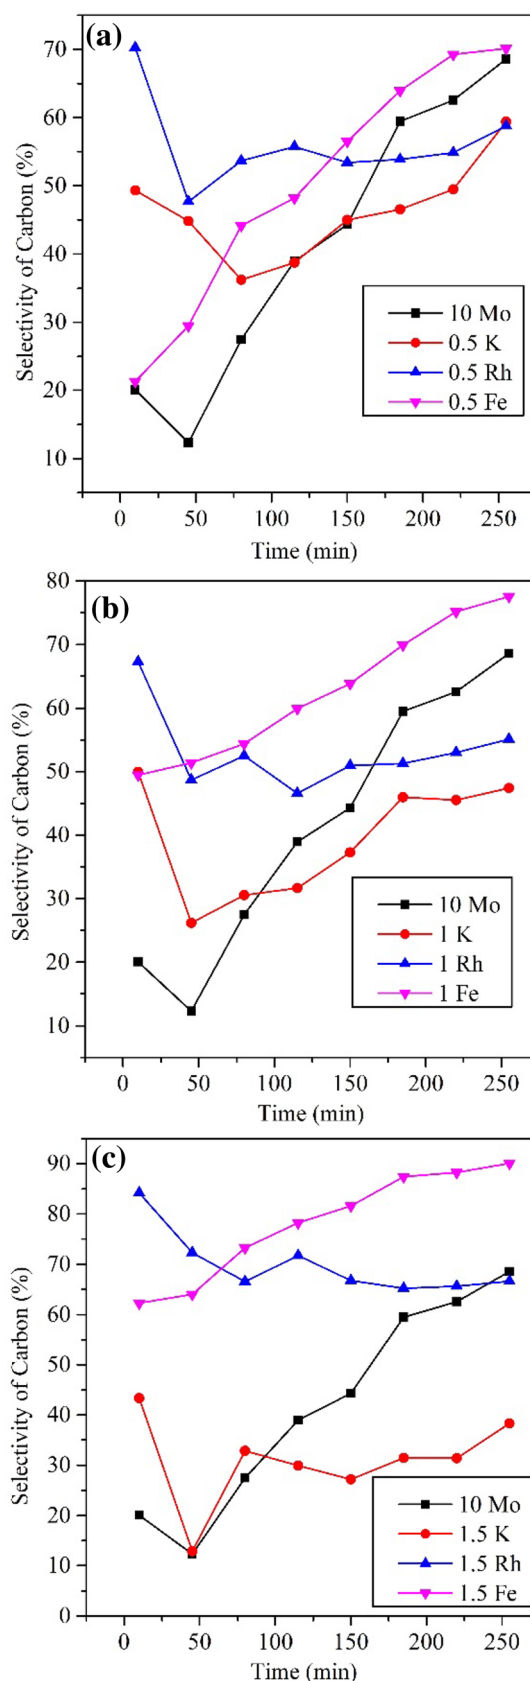 (a)
70
60
50
40
30
20
10
Selectivity of Carbon (%)
10 Mo
0.5 K
0.5 Rh
0.5 Fe
0 50 100 150 200 250
Time (min)
(b)
80
70
60
50
40
30
20
10
Selectivity of Carbon (%)
10 Mo
1 K
1 Rh
1 Fe
0 50 100 150 200 250
Time (min)
(c)
90
80
70
60
50
40
30
20
10
0
Selectivity of Carbon (%)
10 Mo
1.5 K
1.5 Rh
1.5 Fe
0 50 100 150 200 250
Time (min)